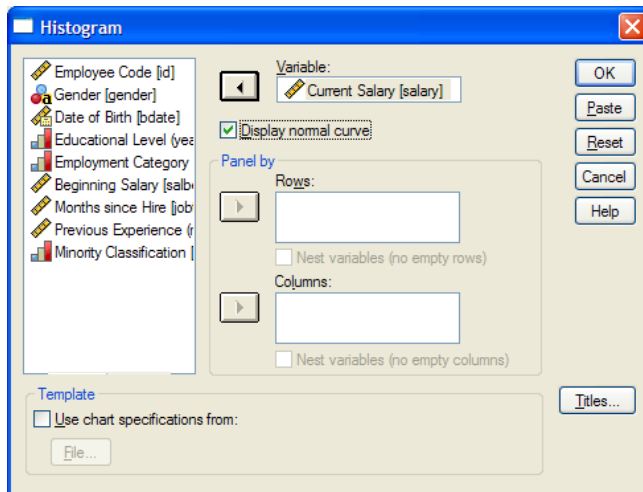 Histogram
Employee Code [id]
Gender [gender]
Date of Birth [bdate]
Educational Level (yea
Employment Category
Beginning Salary [salb
Months since Hire [job
Previous Experience (r
Minority Classification [
Variable:
Current Salary [salary]
Display normal curve
Panel by
Rows:
Nest variables (no empty rows)
Columns:
Nest variables (no empty columns)
OK
Paste
Reset
Cancel
Help
Template
Use chart specifications from:
File...
Titles...